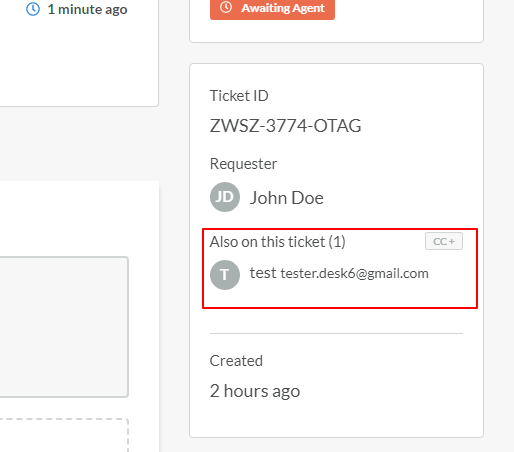 1 minute ago
Awaiting Agent
Ticket ID
ZWSZ-3774-OTAG
Requester
JD John Doe
Also on this ticket (1) CC +
T test tester.desk6@gmail.com
Created
2 hours ago